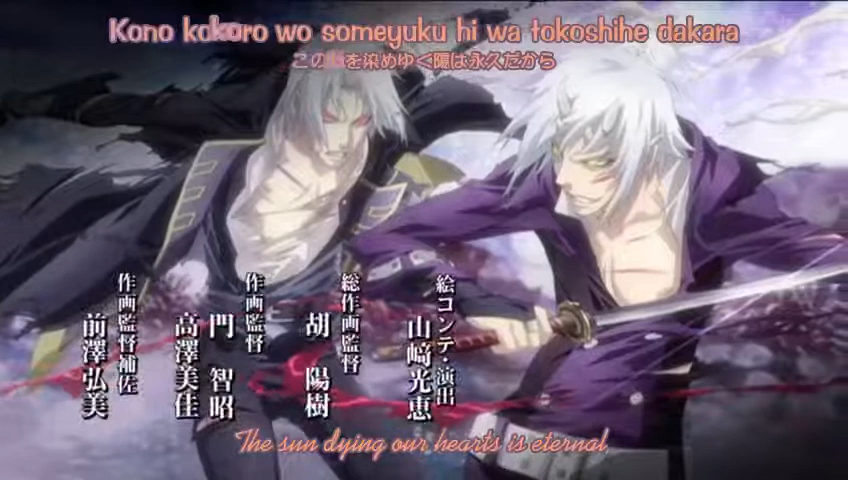 Kono kokoro wo someyuku hi wa tokoshihe dakara
この心を染めゆく陽は永久だから
絵コンテ・演出
山﨑光恵
総作画監督
胡 陽樹
作画監督
門 智昭
高澤美佳
作画監督補佐
前澤弘美
The sun dying our hearts is eternal